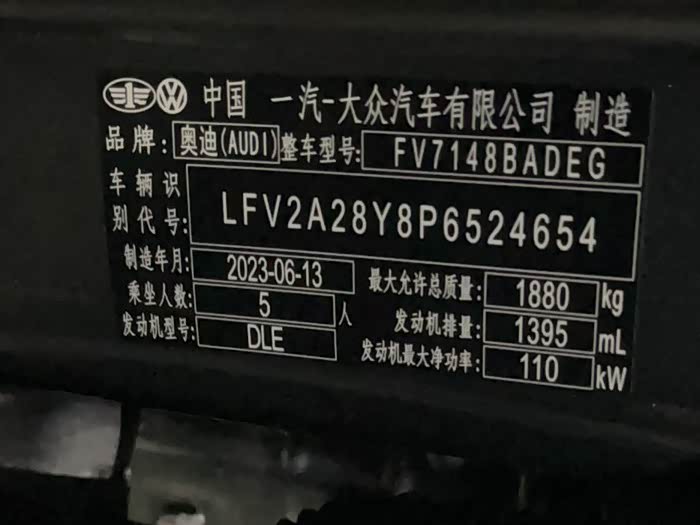 中国 一汽-大众汽车有限公司 制造
品牌: 奥迪(AUDI) 整车型号: FV7148BADEG
车辆识别代号: LFV2A28Y8P6524654
制造年月: 2023-06-13 最大允许总质量: 1880 kg
乘坐人数: 5 人 发动机排量: 1395 mL
发动机型号: DLE 发动机最大净功率: 110 kW